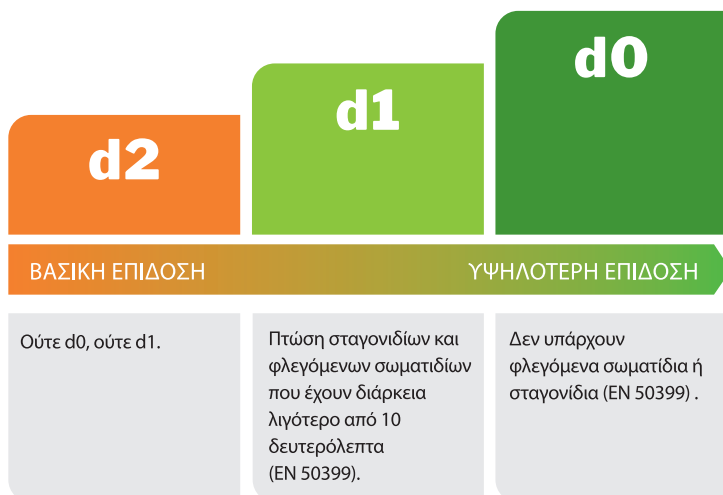 d2
d1
d0
ΒΑΣΙΚΗ ΕΠΙΔΟΣΗ
ΥΨΗΛΟΤΕΡΗ ΕΠΙΔΟΣΗ
Ούτε d0, ούτε d1.
Πτώση σταγονιδίων και
φλεγόμενων σωματιδίων
που έχουν διάρκεια
λιγότερο από 10
δευτερόλεπτα
(EN 50399).
Δεν υπάρχουν
φλεγόμενα σωματίδια ή
σταγονίδια (EN 50399) .